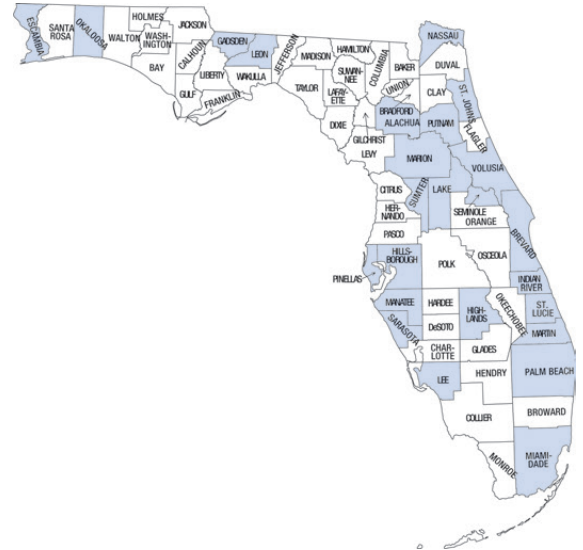 ESCAMBIA
SANTA
ROSA
OKALOOSA
WALTON
HOLMES
WASH-
INGTON
BAY
JACKSON
CALHOUN
GULF
LIBERTY
GADSDEN
FRANKLIN
LEON
WAKULLA
JEFFERSON
MADISON
TAYLOR
HAMILTON
SUWAN-
NEE
LAFAY-
ETTE
DIXIE
COLUMBIA
GILCHRIST
LEVY
BAKER
UNION
BRADFORD
ALACHUA
NASSAU
DUVAL
CLAY
ST. JOHNS
PUTNAM
FLAGLER
MARION
VOLUSIA
CITRUS
SUMTER
LAKE
HER-
NANDO
SEMINOLE
ORANGE
PASCO
BREVARD
HILLS-
BOROUGH
POLK
OSCEOLA
PINELLAS
INDIAN
RIVER
MANATEE
HARDEE
HIGH-
LANDS
OKEECHOBEE
ST.
LUCIE
SARASOTA
DeSOTO
MARTIN
CHAR-
LOTTE
GLADES
LEE
HENDRY
PALM BEACH
COLLIER
BROWARD
MONROE
MIAMI-
DADE